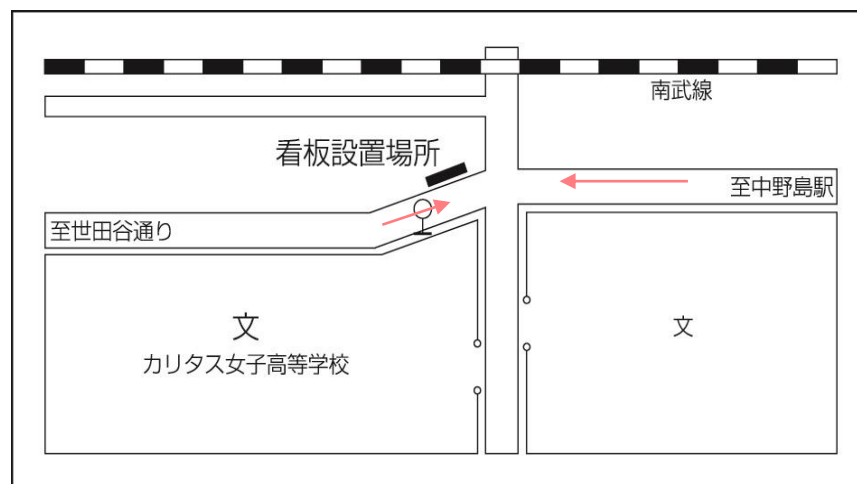 南武線
看板設置場所
至中野島駅
至世田谷通り
文
カリタス女子高等学校
文